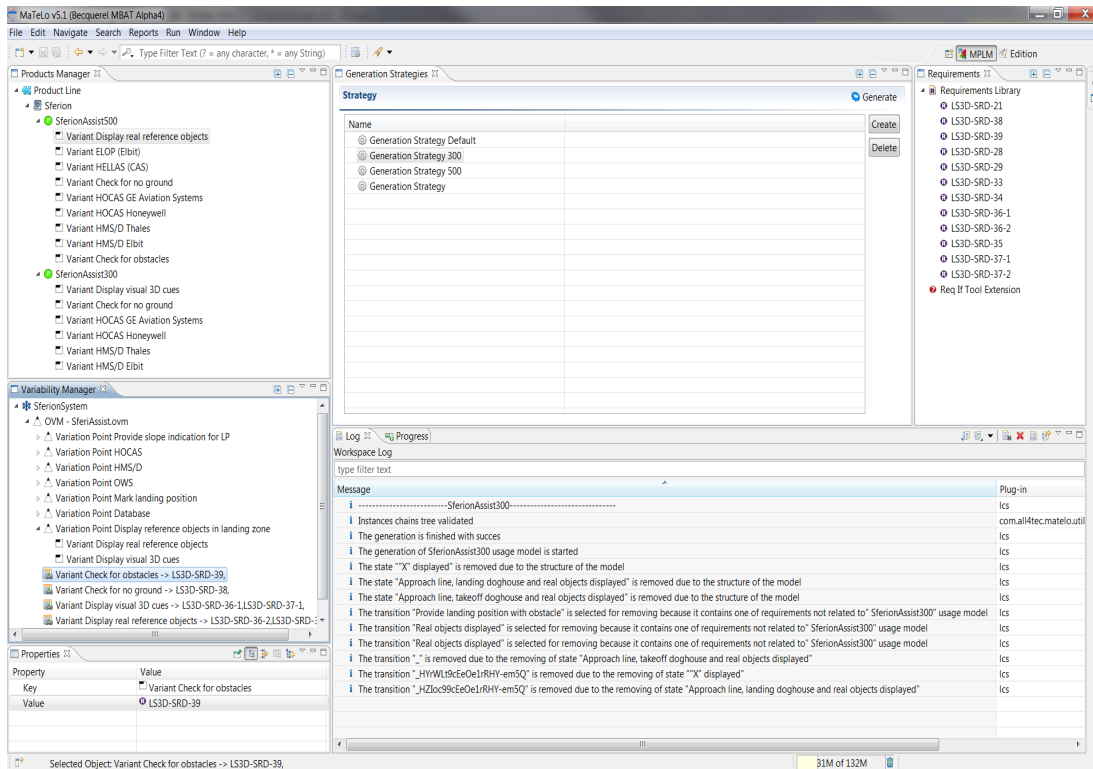 MaTeLo v5.1 (Becquerel MBAT Alpha4)
File Edit Navigate Search Reports Run Window Help
Type Filter Text (? = any character, * = any String)
MPLM Edition
Products Manager
Product Line
Sferion
SferionAssist500
Variant Display real reference objects
Variant ELOP (Elbit)
Variant HELLAS (CAS)
Variant Check for no ground
Variant HOCAS GE Aviation Systems
Variant HOCAS Honeywell
Variant HMS/D Thales
Variant HMS/D Elbit
Variant Check for obstacles
SferionAssist300
Variant Display visual 3D cues
Variant Check for no ground
Variant HOCAS GE Aviation Systems
Variant HOCAS Honeywell
Variant HMS/D Thales
Variant HMS/D Elbit
Generation Strategies
Strategy
Generate
Name
Create
Delete
Generation Strategy Default
Generation Strategy 300
Generation Strategy 500
Generation Strategy
Requirements
Requirements Library
LS3D-SRD-21
LS3D-SRD-38
LS3D-SRD-39
LS3D-SRD-28
LS3D-SRD-29
LS3D-SRD-33
LS3D-SRD-34
LS3D-SRD-36-1
LS3D-SRD-36-2
LS3D-SRD-35
LS3D-SRD-37-1
LS3D-SRD-37-2
Req If Tool Extension
Variability Manager
SferionSystem
OVM - SferiAssist.ovm
Variation Point Provide slope indication for LP
Variation Point HOCAS
Variation Point HMS/D
Variation Point OWS
Variation Point Mark landing position
Variation Point Database
Variation Point Display reference objects in landing zone
Variant Display real reference objects
Variant Display visual 3D cues
Variant Check for obstacles -> LS3D-SRD-39,
Variant Check for no ground -> LS3D-SRD-38,
Variant Display visual 3D cues -> LS3D-SRD-36-1,LS3D-SRD-37-1,
Variant Display real reference objects -> LS3D-SRD-36-2,LS3D-SRD-3
Properties
Property Value
Key Variant Check for obstacles
Value LS3D-SRD-39
Log Progress
Workspace Log
type filter text
Message Plug-in
--------------------------SferionAssist300------------------------------- lcs
Instances chains tree validated com.all4tec.matelo.util
The generation is finished with succes lcs
The generation of SferionAssist300 usage model is started lcs
The state ""X" displayed" is removed due to the structure of the model lcs
The state "Approach line, landing doghouse and real objects displayed" is removed due to the structure of the model lcs
The state "Approach line, takeoff doghouse and real objects displayed" is removed due to the structure of the model lcs
The transition "Provide landing position with obstacle" is selected for removing because it contains one of requirements not related to" SferionAssist300" usage model lcs
The transition "Real objects displayed" is selected for removing because it contains one of requirements not related to" SferionAssist300" usage model lcs
The transition "Real objects displayed" is selected for removing because it contains one of requirements not related to" SferionAssist300" usage model lcs
The transition "_" is removed due to the removing of state "Approach line, takeoff doghouse and real objects displayed" lcs
The transition "_HYrWLt9cEeOe1rRHY-em5Q" is removed due to the removing of state ""X" displayed" lcs
The transition "_HZIoc99cEeOe1rRHY-em5Q" is removed due to the removing of state "Approach line, landing doghouse and real objects displayed" lcs
Selected Object: Variant Check for obstacles -> LS3D-SRD-39,
31M of 132M